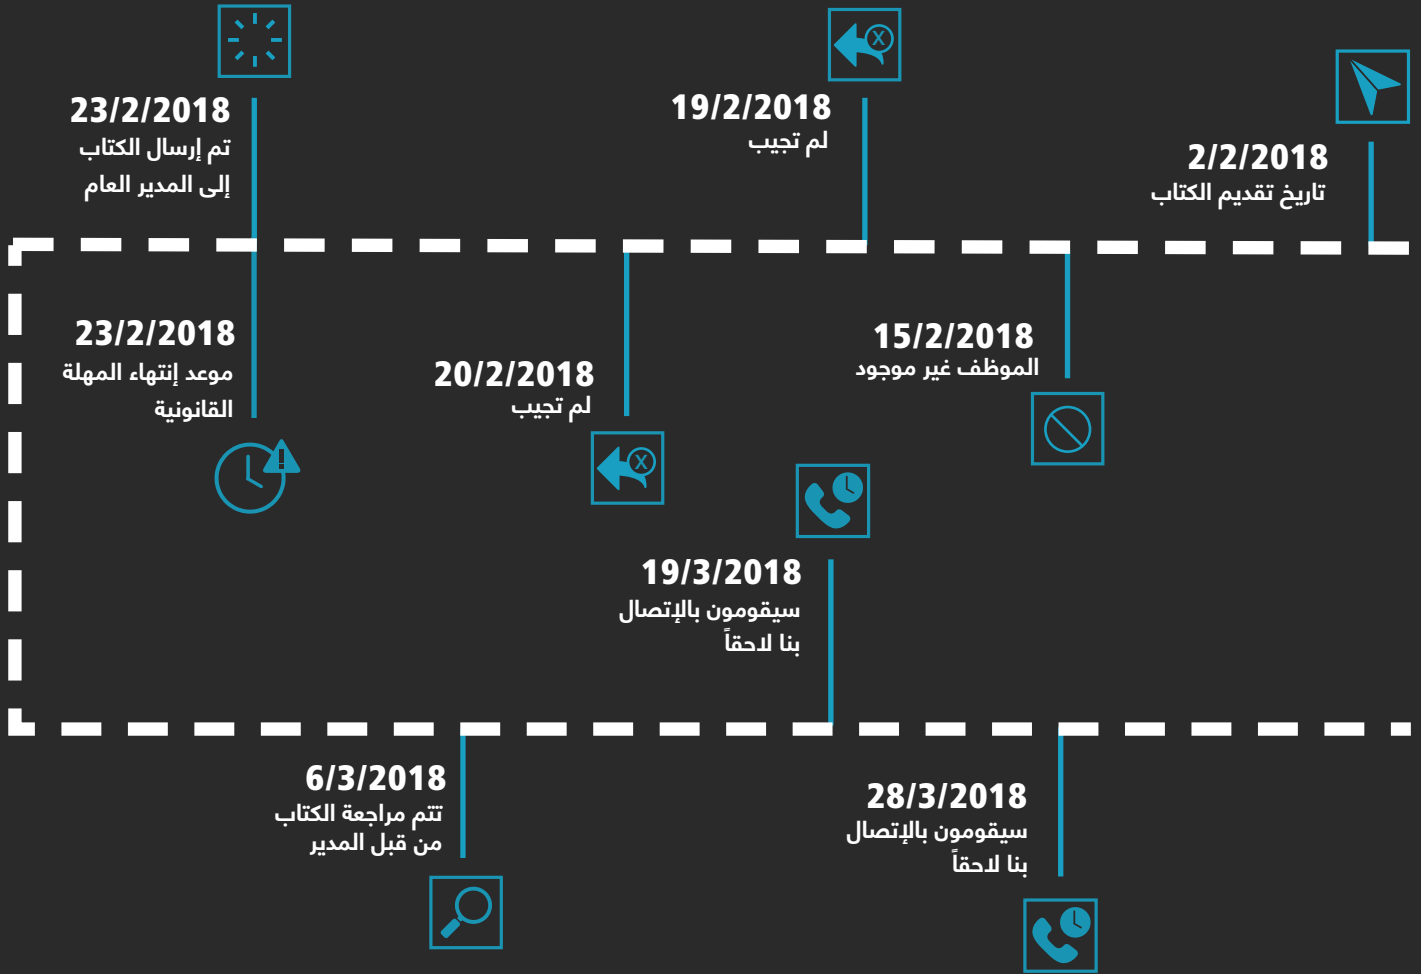 2/2/2018
تاريخ تقديم الكتاب
15/2/2018
الموظف غير موجود
19/2/2018
لم تجيب
20/2/2018
لم تجيب
23/2/2018
تم إرسال الكتاب
إلى المدير العام
23/2/2018
موعد إنتهاء المهلة
القانونية
6/3/2018
تتم مراجعة الكتاب
من قبل المدير
19/3/2018
سيقومون بالإتصال
بنا لاحقاً
28/3/2018
سيقومون بالإتصال
بنا لاحقاً